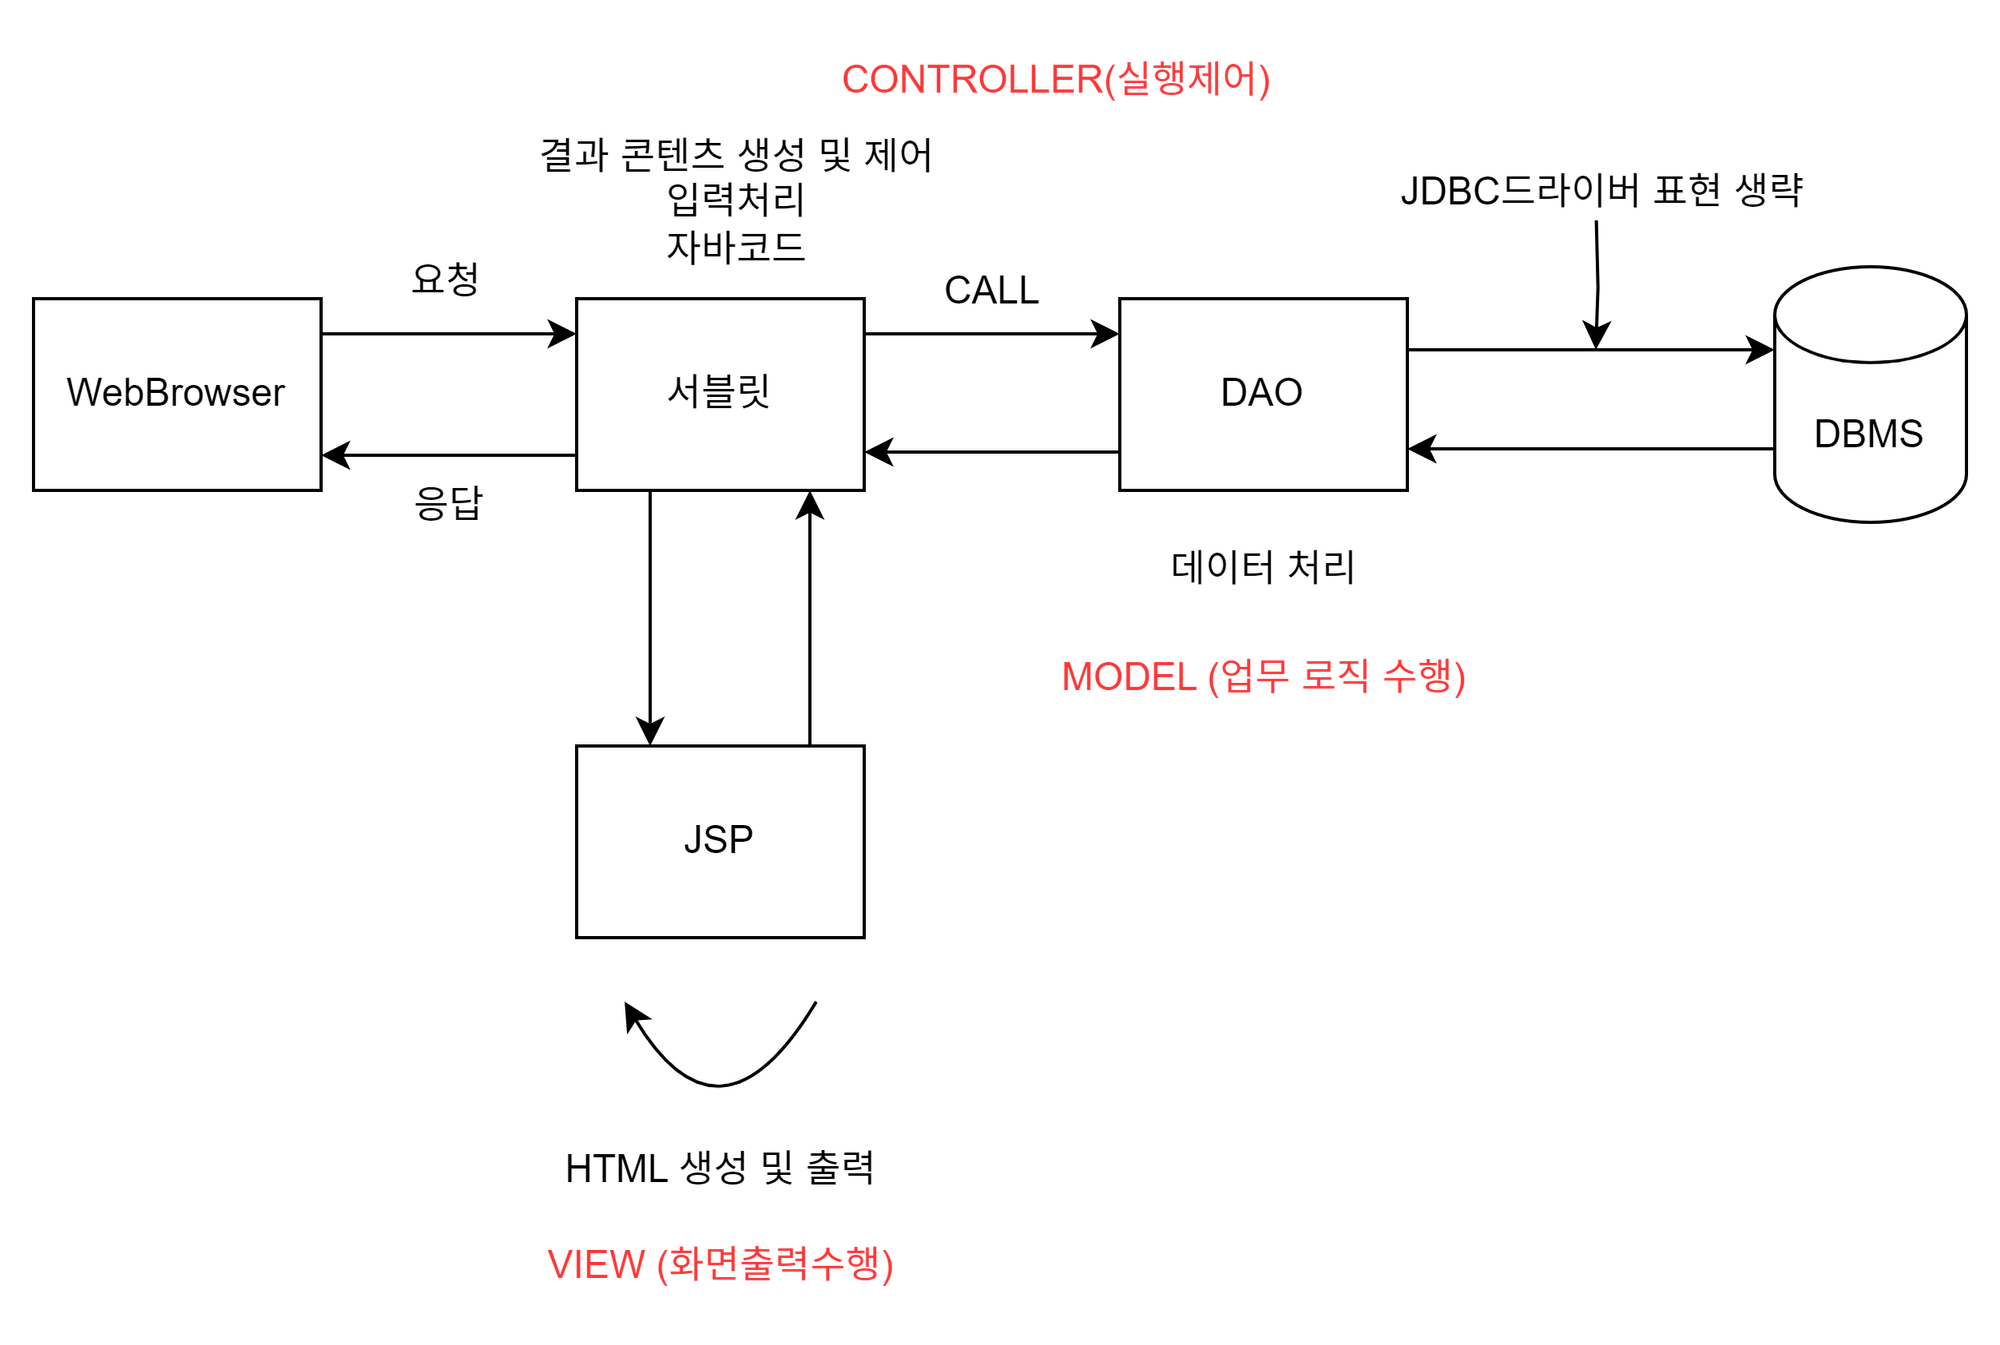 CONTROLLER(실행제어)
결과 콘텐츠 생성 및 제어
입력처리
자바코드
JDBC드라이버 표현 생략
요청
CALL
WebBrowser
서블릿
DAO
DBMS
응답
데이터 처리
MODEL (업무 로직 수행)
JSP
HTML 생성 및 출력
VIEW (화면출력수행)